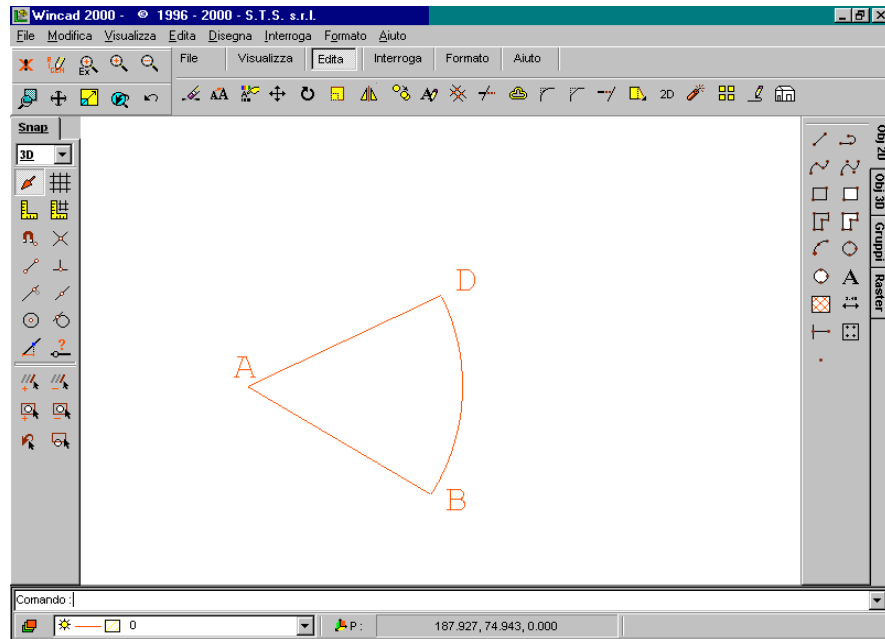 Wincad 2000 - © 1996 - 2000 - S.T.S. s.r.l.
File Modifica Visualizza Edita Disegna Interroga Formato Aiuto
File Visualizza Edita Interroga Formato Aiuto
EX
2D
Snap
3D
Obj 2D
Obj 3D
Gruppi
Raster
A
D
A
B
Comando :
0
P : 187.927, 74.943, 0.000